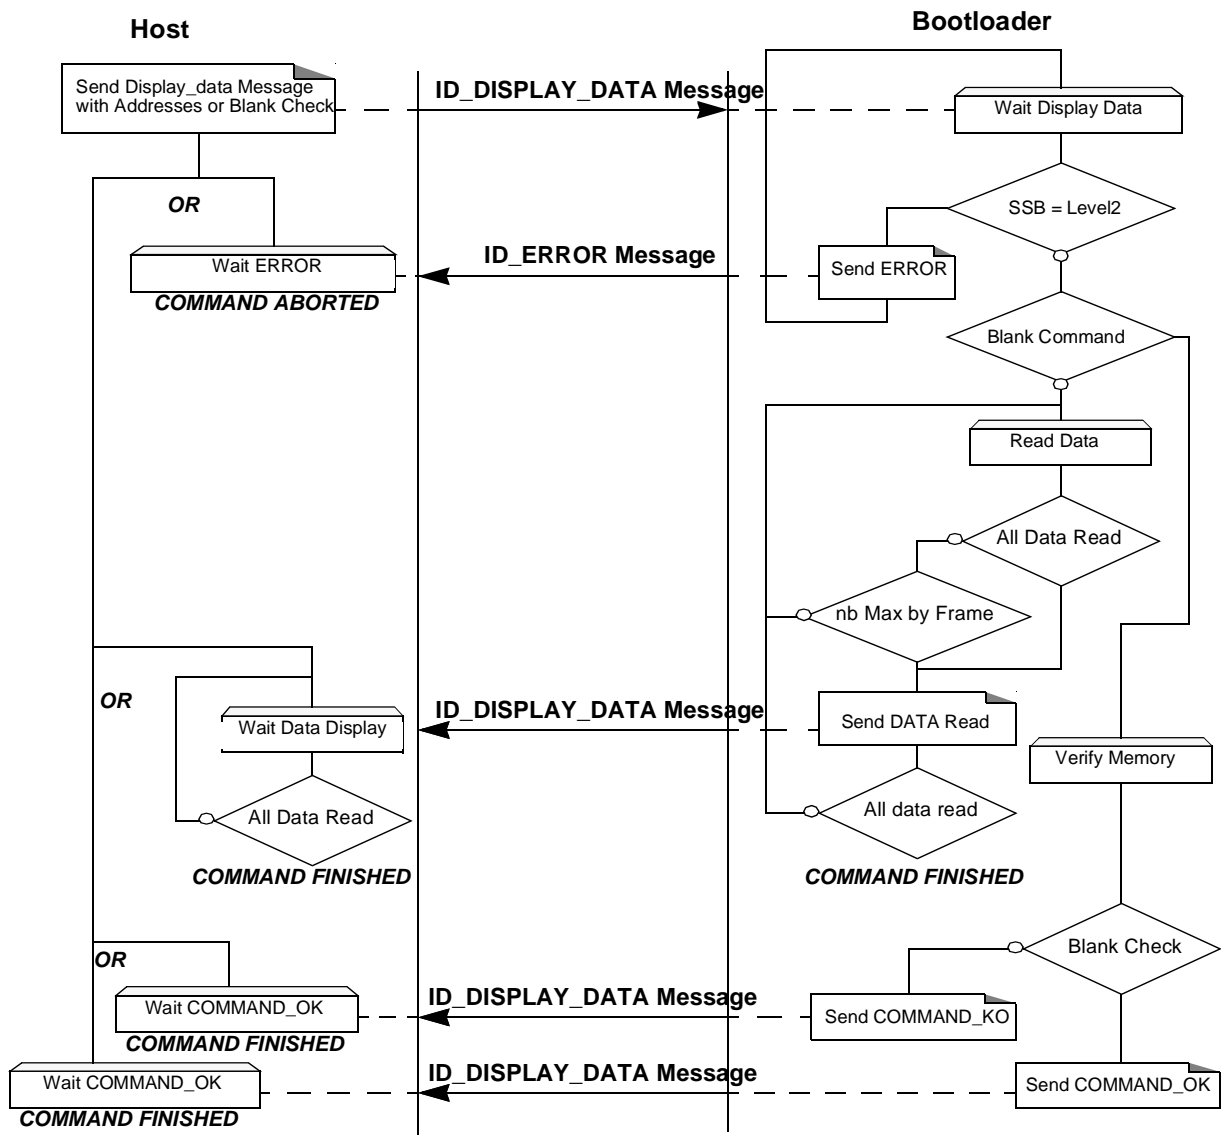 Host
Bootloader
Send Display_data Message
with Addresses or Blank Check
ID_DISPLAY_DATA Message
Wait Display Data
OR
SSB = Level2
Wait ERROR
COMMAND ABORTED
ID_ERROR Message
Send ERROR
Blank Command
Read Data
All Data Read
nb Max by Frame
OR
Wait Data Display
ID_DISPLAY_DATA Message
Send DATA Read
Verify Memory
All Data Read
COMMAND FINISHED
All data read
COMMAND FINISHED
OR
Blank Check
Wait COMMAND_OK
COMMAND FINISHED
ID_DISPLAY_DATA Message
Send COMMAND_KO
Wait COMMAND_OK
COMMAND FINISHED
ID_DISPLAY_DATA Message
Send COMMAND_OK